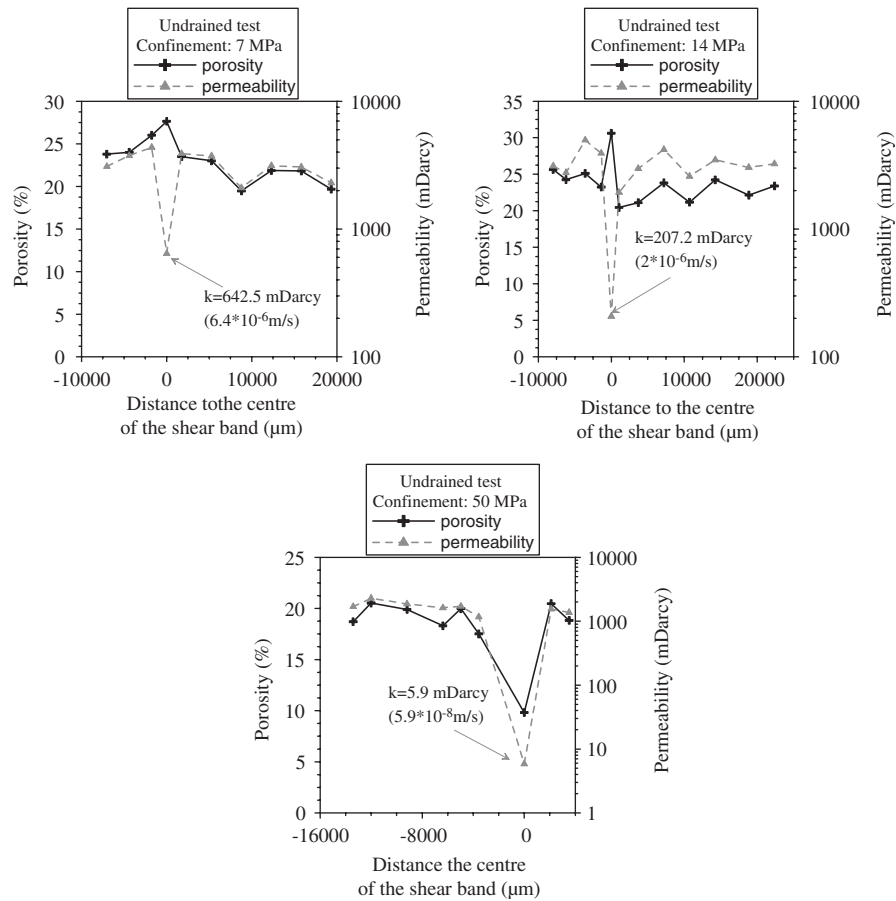 Undrained test
Confinement: 7 MPa
porosity
permeability
30
25
20
15
10
5
0
10000
1000
100
-10000
0
10000
20000
Porosity (%)
Permeability (mDarcy)
k=642.5 mDarcy
(6.4*10-6m/s)
Distance tothe centre
of the shear band (µm)
Undrained test
Confinement: 14 MPa
porosity
permeability
35
30
25
20
15
10
5
0
10000
1000
100
-10000
0
10000
20000
Porosity (%)
Permeability (mDarcy)
k=207.2 mDarcy
(2*10-6m/s)
Distance to the centre
of the shear band (µm)
Undrained test
Confinement: 50 MPa
porosity
permeability
25
20
15
10
5
0
10000
1000
100
10
1
-16000
-8000
0
Porosity (%)
Permeability (mDarcy)
k=5.9 mDarcy
(5.9*10-8m/s)
Distance the centre
of the shear band (µm)